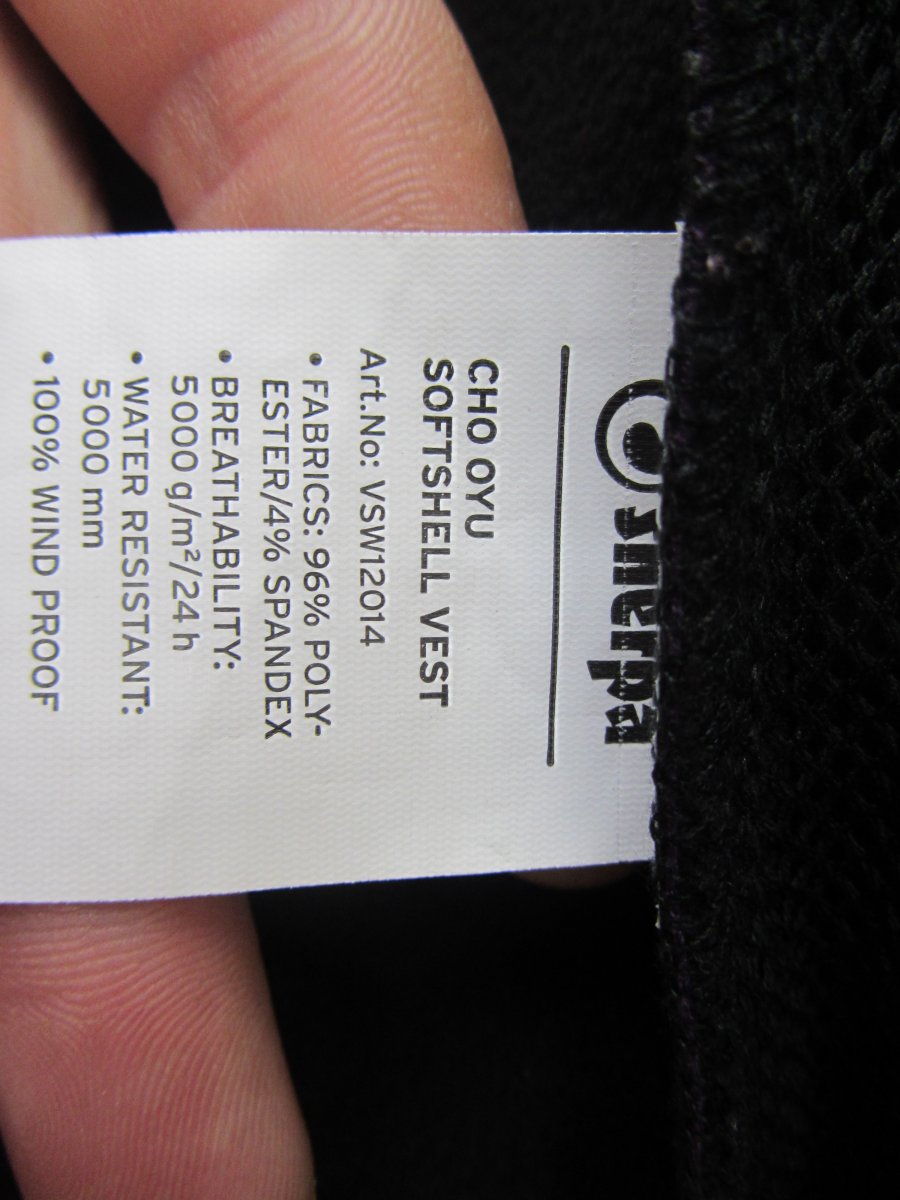 sherpa
CHO OYU
SOFTSHELL VEST
Art.No: VSW12014
• FABRICS: 96% POLY-
ESTER/4% SPANDEX
• BREATHABILITY:
5000 g/m²/24 h
• WATER RESISTANT:
5000 mm
• 100% WIND PROOF